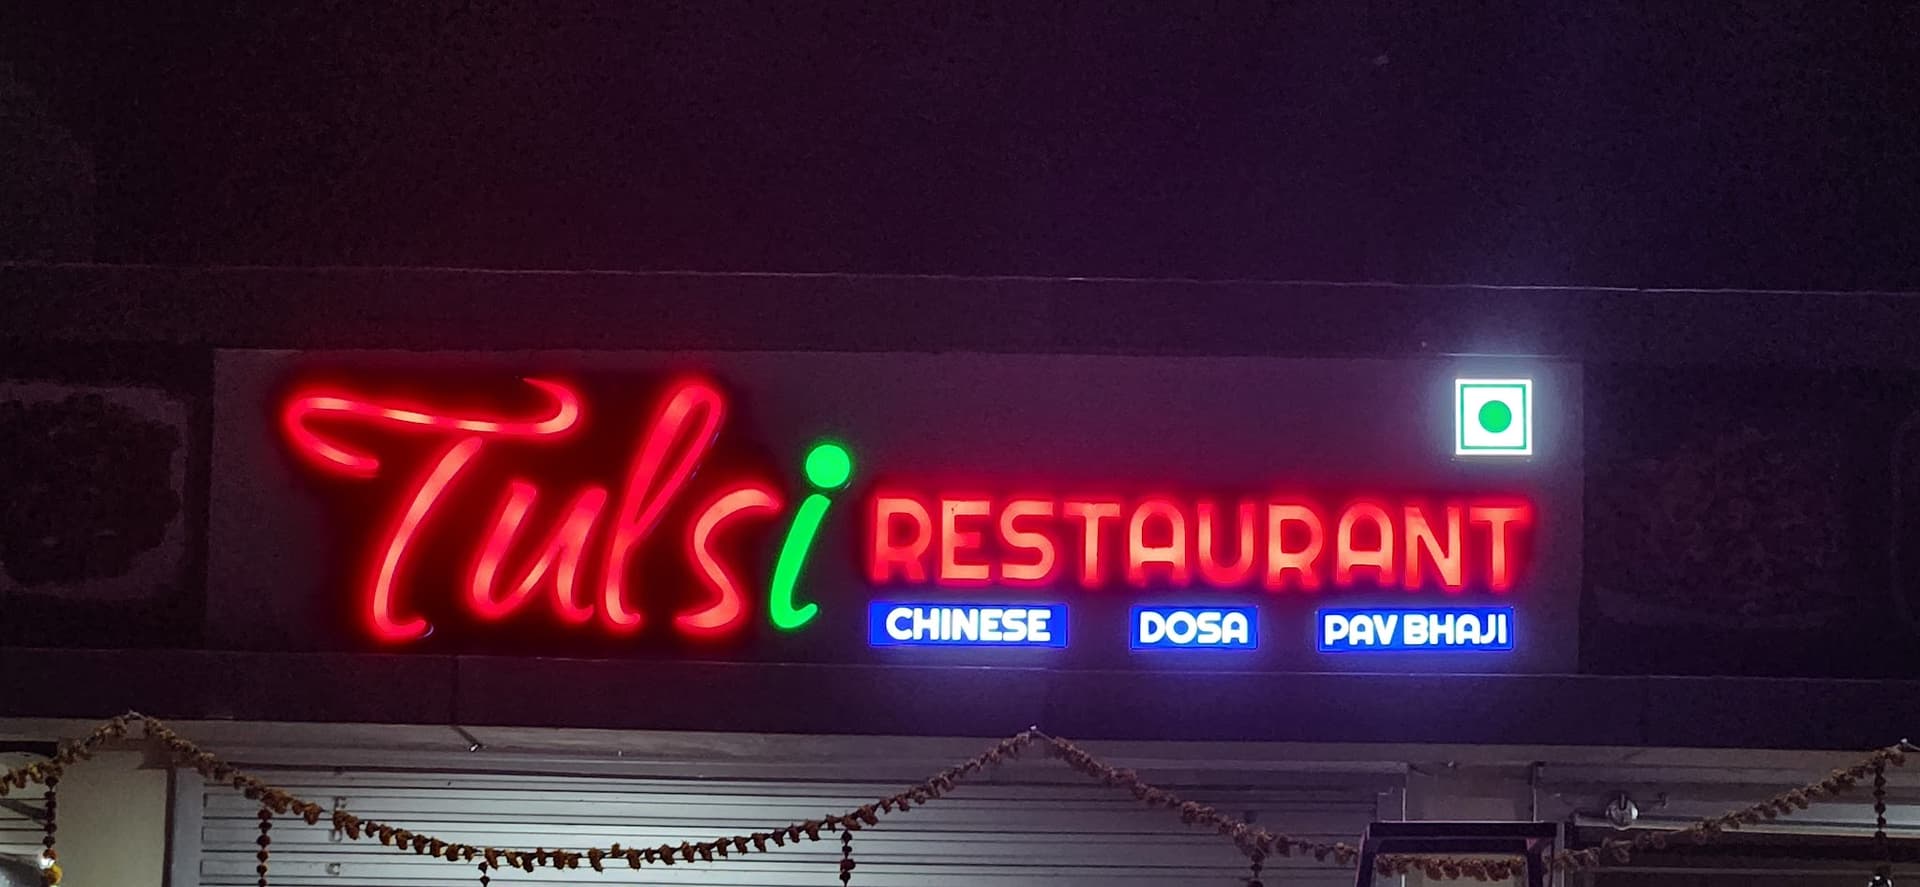 Tulsi RESTAURANT
CHINESE DOSA PAV BHAJI